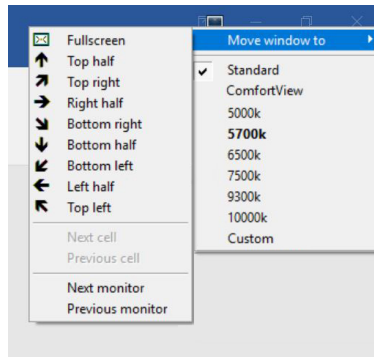 Fullscreen
Top half
Top right
Right half
Bottom right
Bottom half
Bottom left
Left half
Top left
Next cell
Previous cell
Next monitor
Previous monitor
Move window to
Standard
ComfortView
5000k
5700k
6500k
7500k
9300k
10000k
Custom